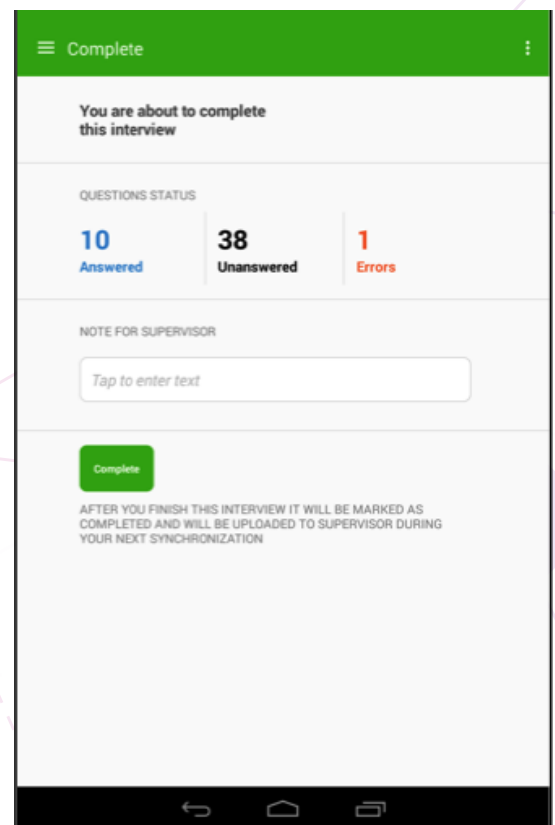 Complete
You are about to complete
this interview
QUESTIONS STATUS
10
Answered
38
Unanswered
1
Errors
NOTE FOR SUPERVISOR
Tap to enter text
Complete
AFTER YOU FINISH THIS INTERVIEW IT WILL BE MARKED AS
COMPLETED AND WILL BE UPLOADED TO SUPERVISOR DURING
YOUR NEXT SYNCHRONIZATION